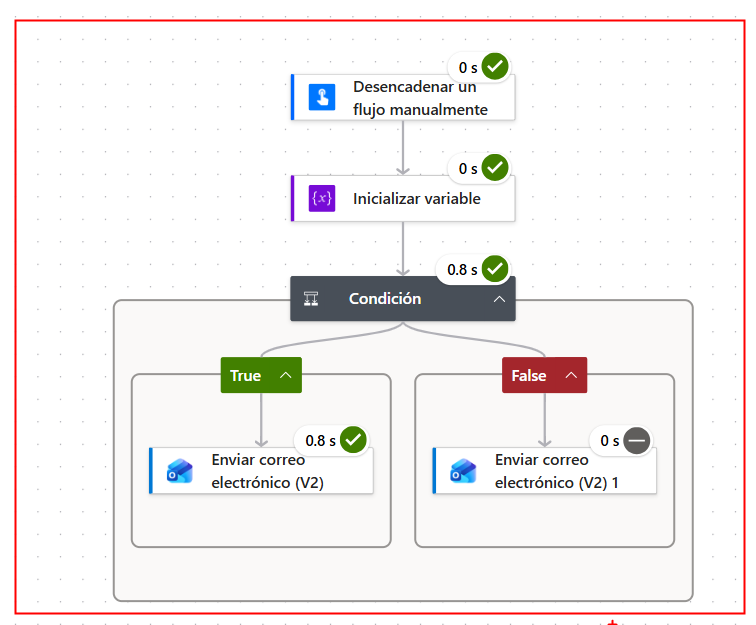 0 s
Desencadenar un
flujo manualmente
0 s
{x}
Inicializar variable
0.8 s
Condición
True
False
0.8 s
Enviar correo
electrónico (V2)
0 s
Enviar correo
electrónico (V2) 1